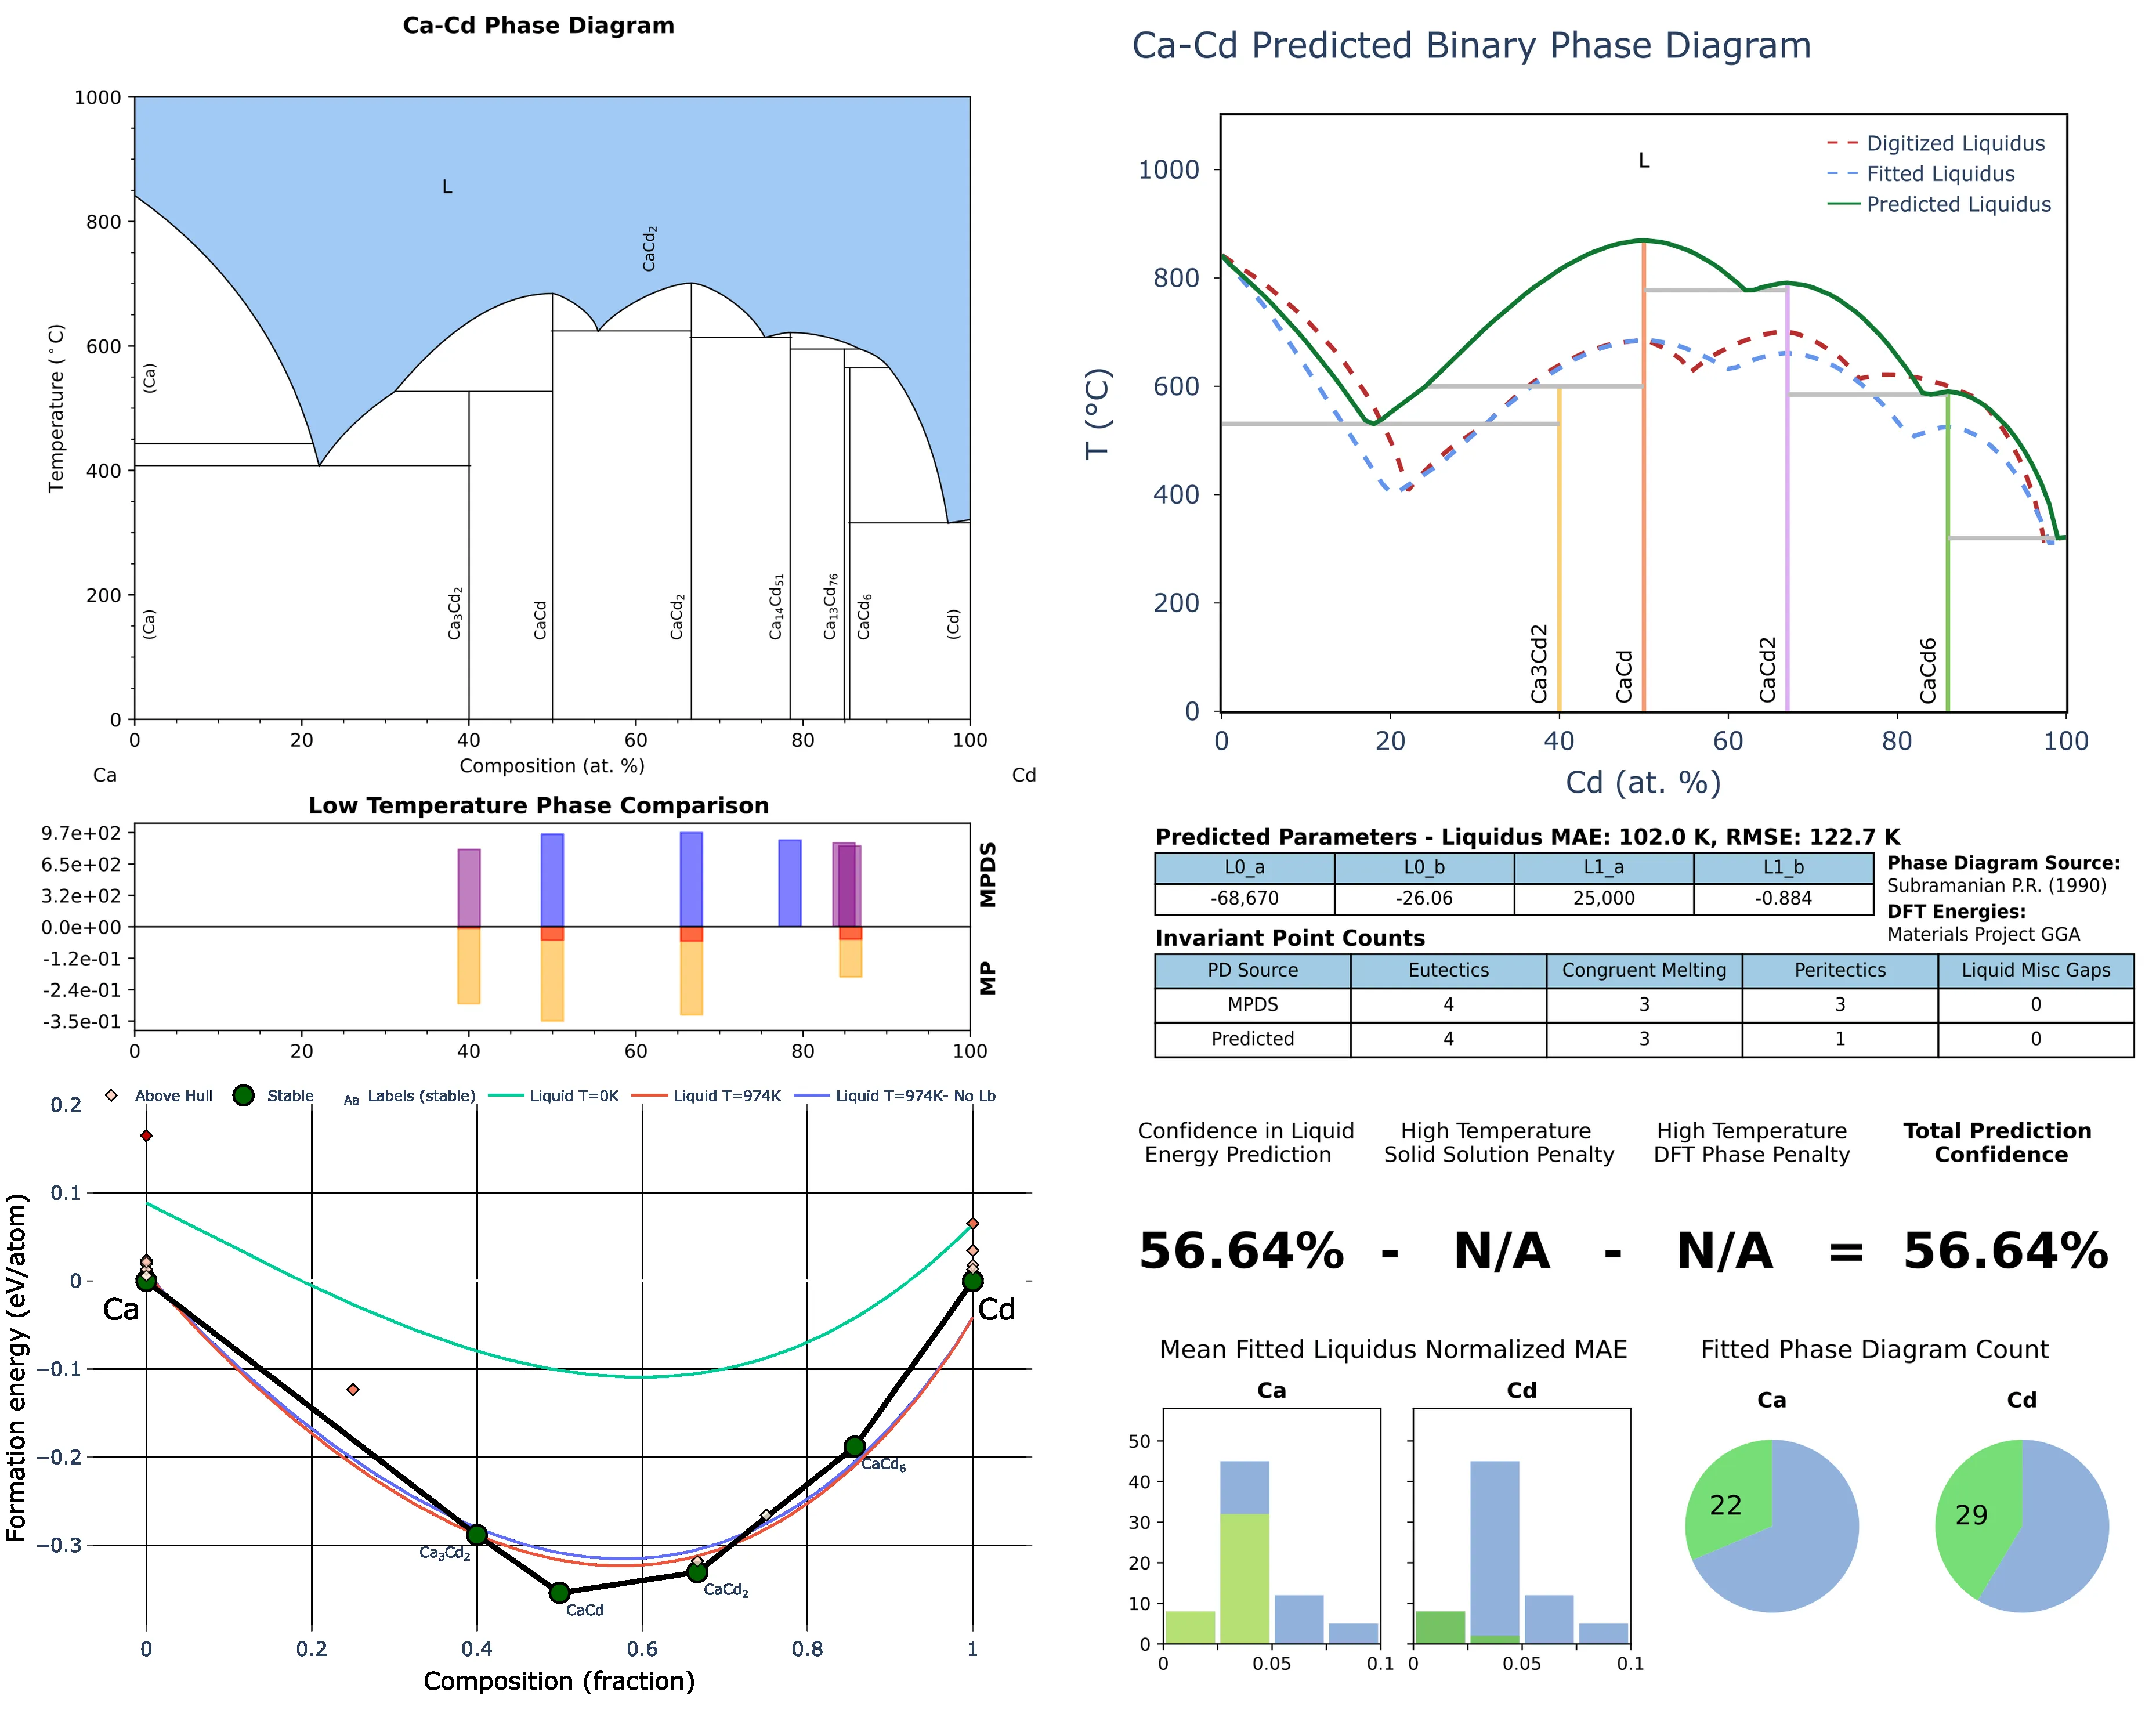 Ca-Cd Phase Diagram
1000
800
600
400
200
0
Temperature (°C)
L
CaCd2
(Ca)
(Ca)
Ca3Cd2
CaCd
CaCd2
Ca14Cd51
Ca13Cd76
CaCd6
(Cd)
0 20 40 60 80 100
Composition (at. %)
Ca Cd
Low Temperature Phase Comparison
9.7e+02
6.5e+02
3.2e+02
0.0e+00
-1.2e-01
-2.4e-01
-3.5e-01
MPDS
MP
0 20 40 60 80 100
Above Hull Stable Aa Labels (stable) Liquid T=0K Liquid T=974K Liquid T=974K- No Lb
0.2
0.1
0
−0.1
−0.2
−0.3
Formation energy (eV/atom)
Ca
Cd
Ca3Cd2
CaCd
CaCd2
CaCd6
0 0.2 0.4 0.6 0.8 1
Composition (fraction)
Ca-Cd Predicted Binary Phase Diagram
Digitized Liquidus
Fitted Liquidus
Predicted Liquidus
L
1000
800
600
400
200
0
T (°C)
Ca3Cd2
CaCd
CaCd2
CaCd6
0 20 40 60 80 100
Cd (at. %)
Predicted Parameters - Liquidus MAE: 102.0 K, RMSE: 122.7 K
L0_a L0_b L1_a L1_b
-68,670 -26.06 25,000 -0.884
Phase Diagram Source:
Subramanian P.R. (1990)
DFT Energies:
Materials Project GGA
Invariant Point Counts
PD Source Eutectics Congruent Melting Peritectics Liquid Misc Gaps
MPDS 4 3 3 0
Predicted 4 3 1 0
Confidence in Liquid
Energy Prediction
High Temperature
Solid Solution Penalty
High Temperature
DFT Phase Penalty
Total Prediction
Confidence
56.64% - N/A - N/A = 56.64%
Mean Fitted Liquidus Normalized MAE
Ca
Cd
50
40
30
20
10
0
0 0.05 0.1
0 0.05 0.1
Fitted Phase Diagram Count
Ca
Cd
22
29